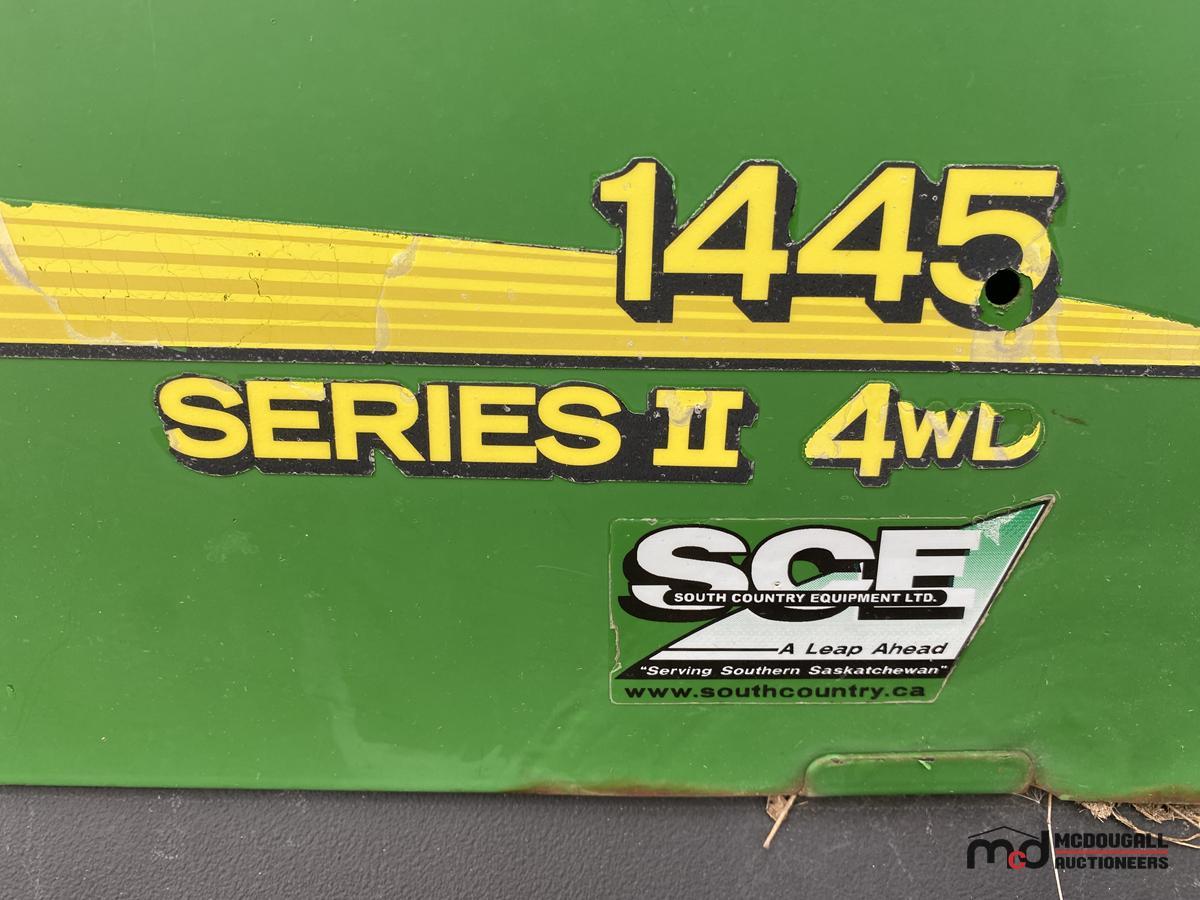 1445
SERIES II 4WD
SCE
SOUTH COUNTRY EQUIPMENT LTD.
A Leap Ahead
"Serving Southern Saskatchewan"
www.southcountry.ca
mcd MCDOUGALL
AUCTIONEERS